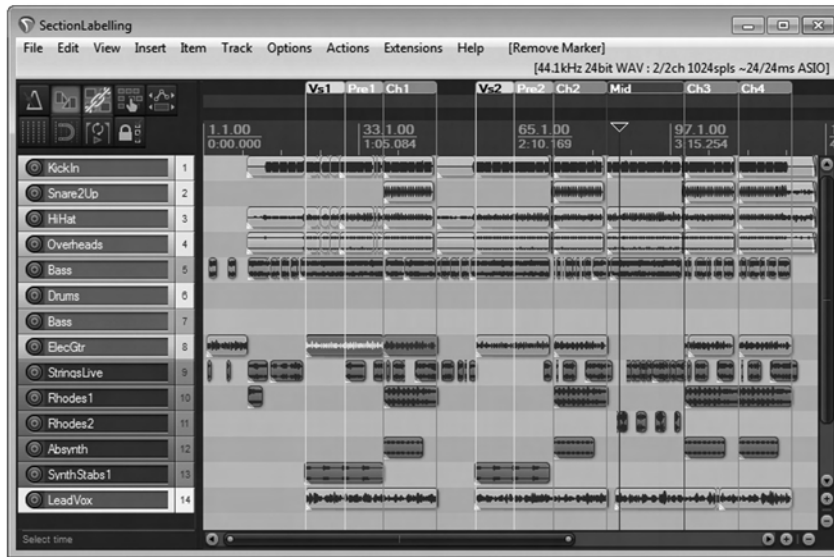 SectionLabelling
File Edit View Insert Item Track Options Actions Extensions Help [Remove Marker]
[44.1kHz 24bit WAV : 2/2ch 1024spls ~24/24ms ASIO]
Vs1 Pre1 Ch1 Vs2 Pre2 Ch2 Mid Ch3 Ch4
1.1.00 33.1.00 65.1.00 97.1.00
0:00.000 1:05.084 2:10.169 3:15.254
KickIn 1
Snare2Up 2
HiHat 3
Overheads 4
Bass 5
Drums 6
Bass 7
ElecGtr 8
StringsLive 9
Rhodes1 10
Rhodes2 11
Absynth 12
SynthStabs1 13
LeadVox 14
Select time